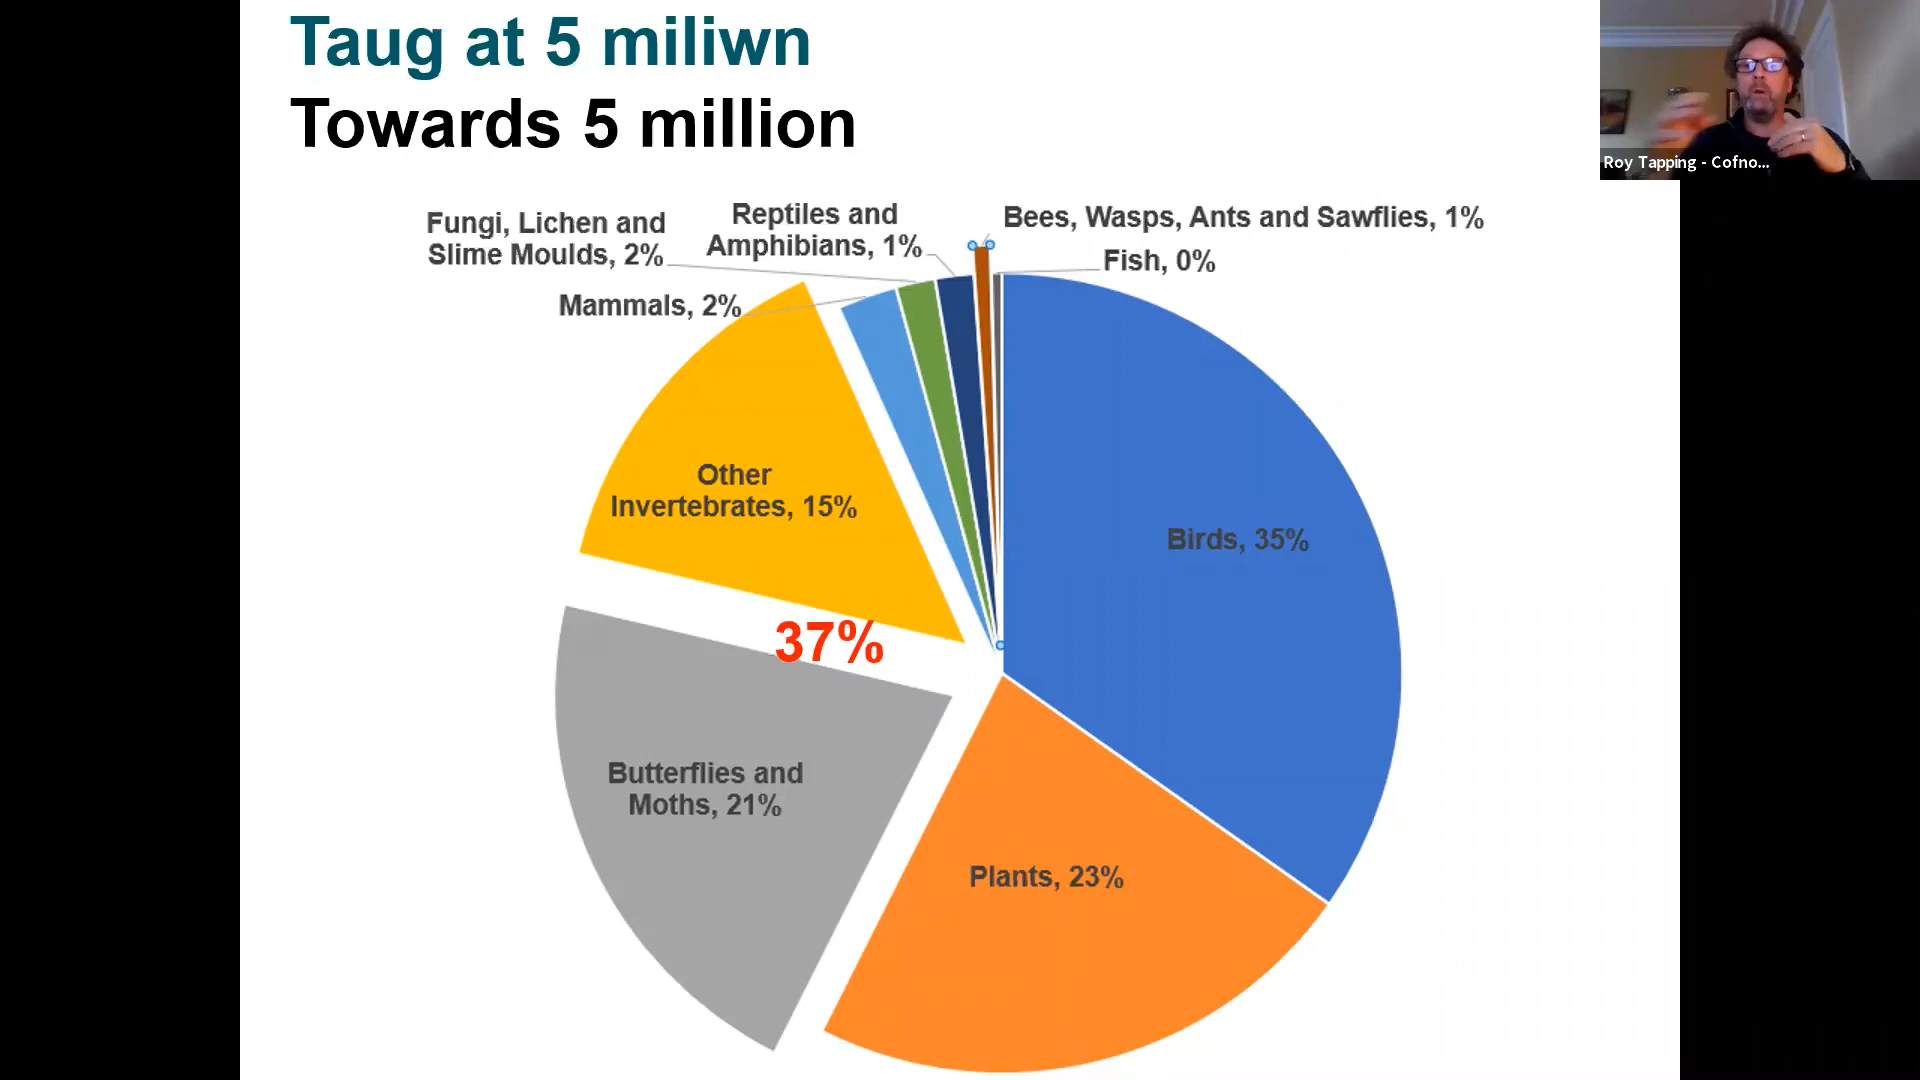 Taug at 5 miliwn
Towards 5 million
Roy Tapping - Cofno...
Fungi, Lichen and
Slime Moulds, 2%
Reptiles and
Amphibians, 1%
Bees, Wasps, Ants and Sawflies, 1%
Fish, 0%
Mammals, 2%
Other
Invertebrates, 15%
Birds, 35%
37%
Butterflies and
Moths, 21%
Plants, 23%